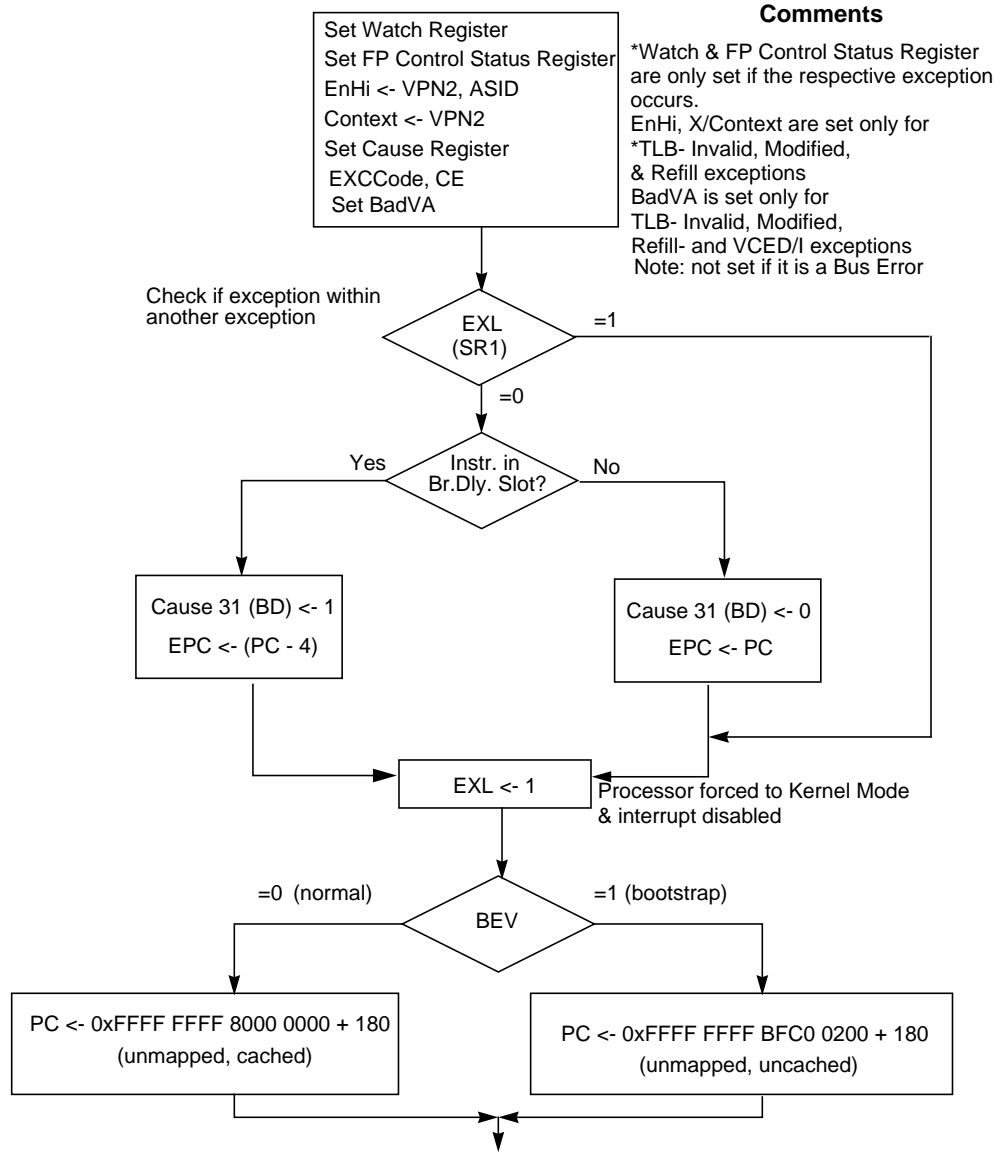 Comments
Set Watch Register
Set FP Control Status Register
EnHi <- VPN2, ASID
Context <- VPN2
Set Cause Register
EXCCode, CE
Set BadVA
*Watch & FP Control Status Register
are only set if the respective exception
occurs.
EnHi, X/Context are set only for
*TLB- Invalid, Modified,
& Refill exceptions
BadVA is set only for
TLB- Invalid, Modified,
Refill- and VCED/I exceptions
Note: not set if it is a Bus Error
Check if exception within
another exception
EXL
(SR1)
=1
=0
Yes
Instr. in
Br.Dly. Slot?
No
Cause 31 (BD) <- 1
EPC <- (PC - 4)
Cause 31 (BD) <- 0
EPC <- PC
EXL <- 1
Processor forced to Kernel Mode
& interrupt disabled
=0 (normal)
BEV
=1 (bootstrap)
PC <- 0xFFFF FFFF 8000 0000 + 180
(unmapped, cached)
PC <- 0xFFFF FFFF BFC0 0200 + 180
(unmapped, uncached)